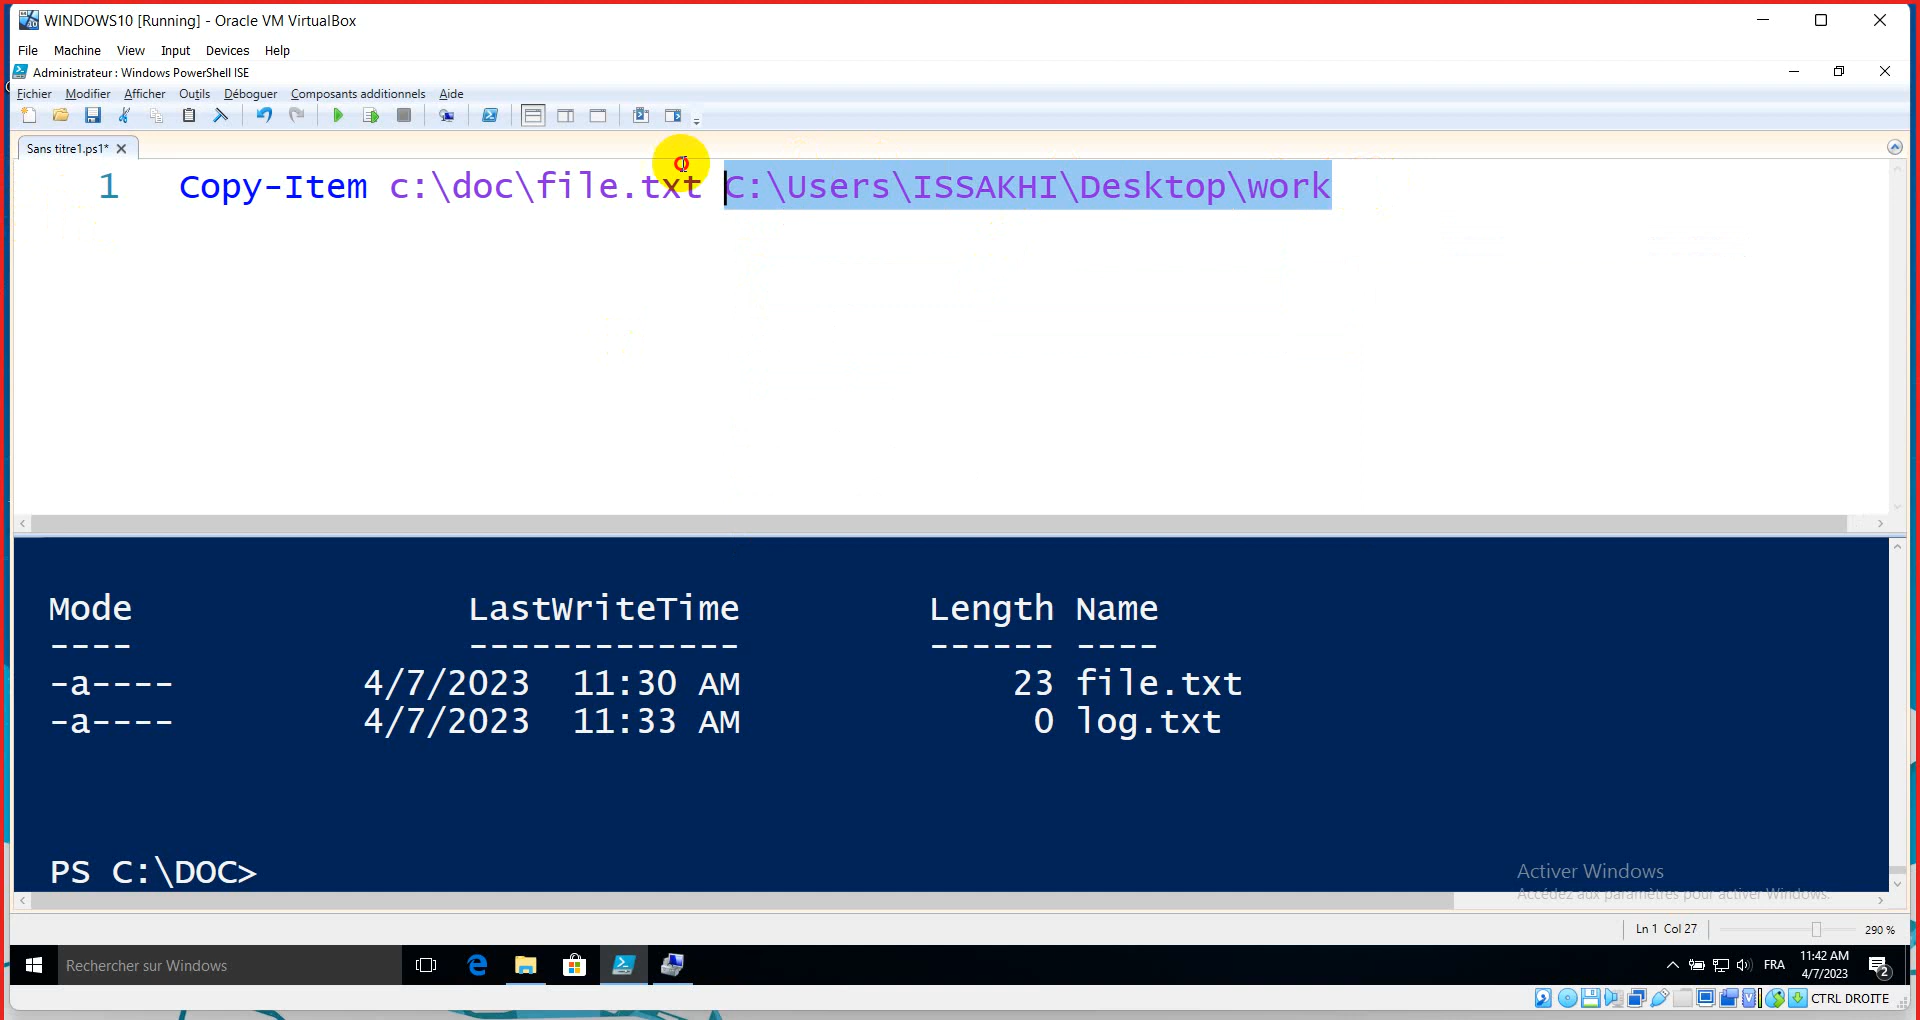 WINDOWS10 [Running] - Oracle VM VirtualBox
File Machine View Input Devices Help
Administrateur : Windows PowerShell ISE
Fichier Modifier Afficher Outils Déboguer Composants additionnels Aide
Sans titre1.ps1*
1 Copy-Item c:\doc\file.txt C:\Users\ISSAKHI\Desktop\work
Mode LastWriteTime Length Name
---- ------------- ------ ----
-a---- 4/7/2023 11:30 AM 23 file.txt
-a---- 4/7/2023 11:33 AM 0 log.txt
PS C:\DOC>
Activer Windows
Accédez aux paramètres pour activer Windows.
Ln 1 Col 27 290 %
Rechercher sur Windows
FRA
11:42 AM
4/7/2023
2
CTRL DROITE